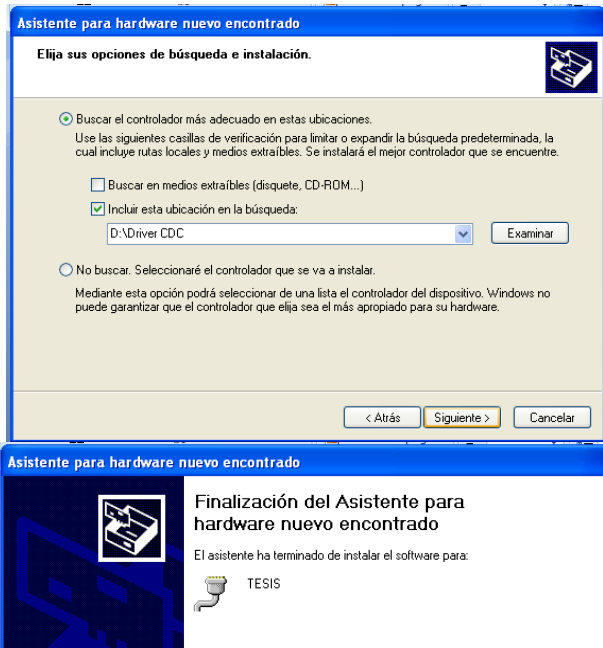 Asistente para hardware nuevo encontrado
Elija sus opciones de búsqueda e instalación.
Buscar el controlador más adecuado en estas ubicaciones.
Use las siguientes casillas de verificación para limitar o expandir la búsqueda predeterminada, la
cual incluye rutas locales y medios extraíbles. Se instalará el mejor controlador que se encuentre.
Buscar en medios extraíbles (disquete, CD-ROM...)
Incluir esta ubicación en la búsqueda:
D:\Driver CDC
Examinar
No buscar. Seleccionaré el controlador que se va a instalar.
Mediante esta opción podrá seleccionar de una lista el controlador del dispositivo. Windows no
puede garantizar que el controlador que elija sea el más apropiado para su hardware.
< Atrás Siguiente > Cancelar
Asistente para hardware nuevo encontrado
Finalización del Asistente para
hardware nuevo encontrado
El asistente ha terminado de instalar el software para:
TESIS